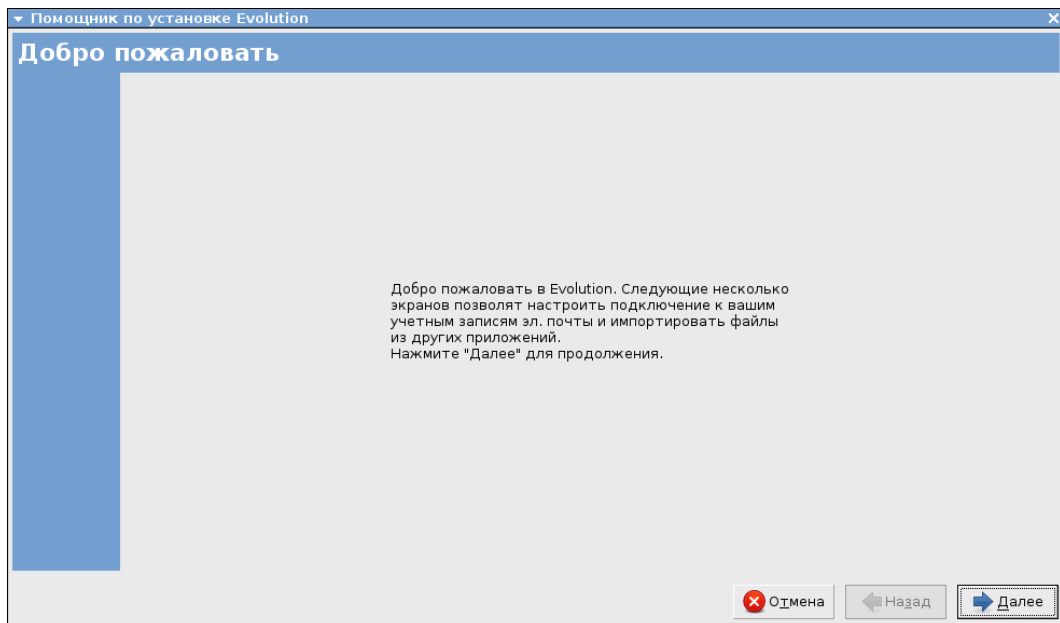 Помощник по установке Evolution
Добро пожаловать
Добро пожаловать в Evolution. Следующие несколько
экранов позволят настроить подключение к вашим
учетным записям эл. почты и импортировать файлы
из других приложений.
Нажмите "Далее" для продолжения.
Отмена
Назад
Далее